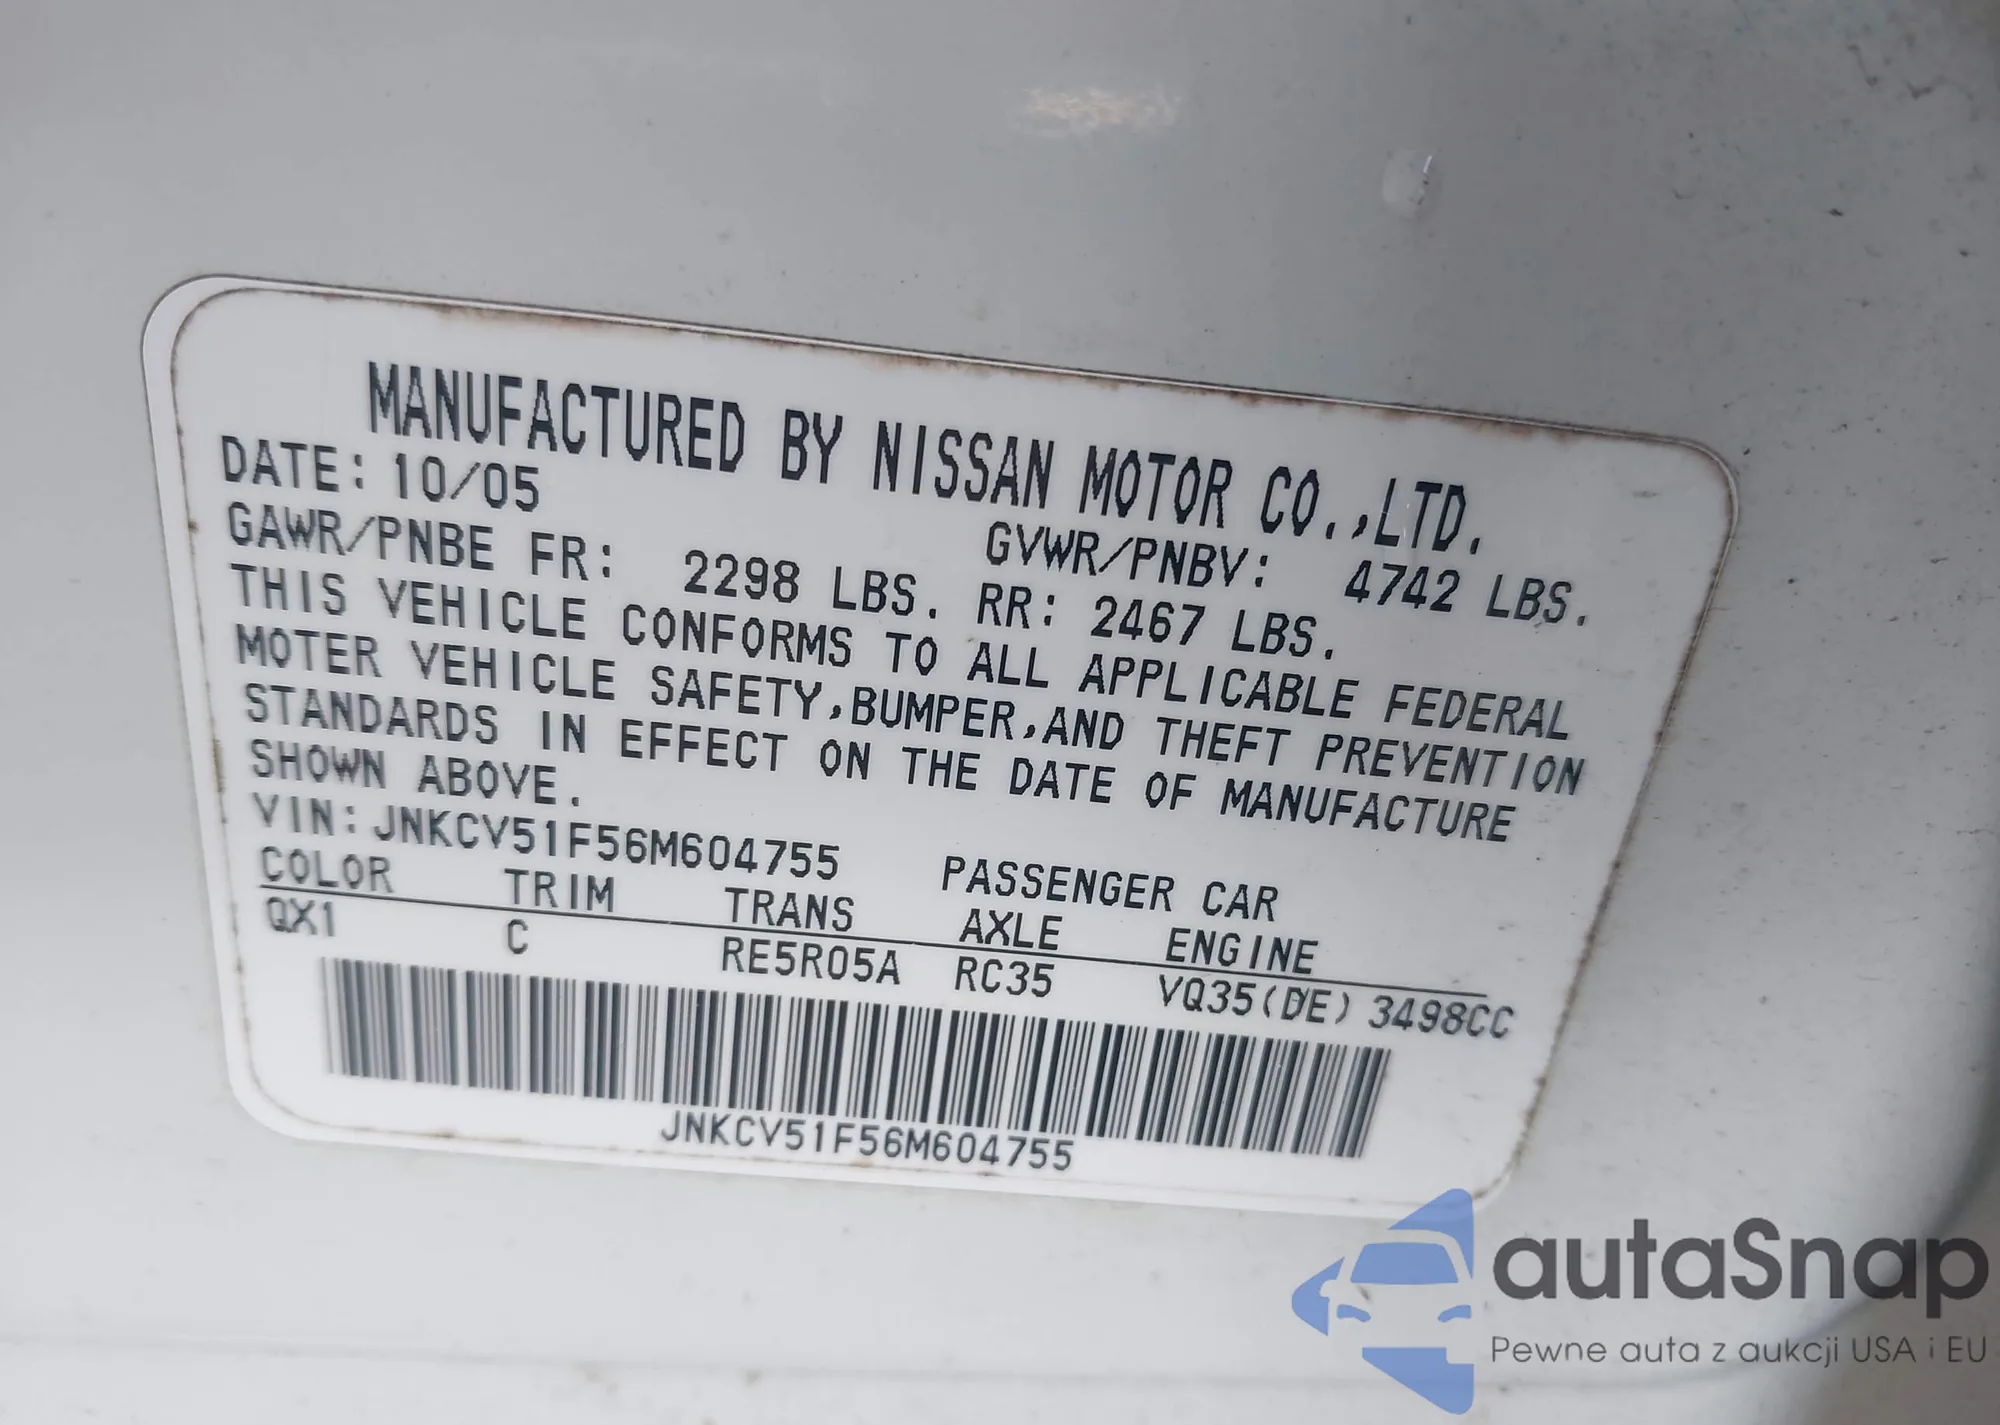 MANUFACTURED BY NISSAN MOTOR CO.,LTD.
DATE: 10/05 GVWR/PNBV: 4742 LBS.
GAWR/PNBE FR: 2298 LBS. RR: 2467 LBS.
THIS VEHICLE CONFORMS TO ALL APPLICABLE FEDERAL
MOTER VEHICLE SAFETY,BUMPER,AND THEFT PREVENTION
STANDARDS IN EFFECT ON THE DATE OF MANUFACTURE
SHOWN ABOVE.
VIN: JNKCV51F56M604755 PASSENGER CAR
COLOR TRIM TRANS AXLE ENGINE
QX1 C RE5R05A RC35 VQ35(DE) 3498CC
JNKCV51F56M604755
autaSnap
Pewne auta z aukcji USA i EU